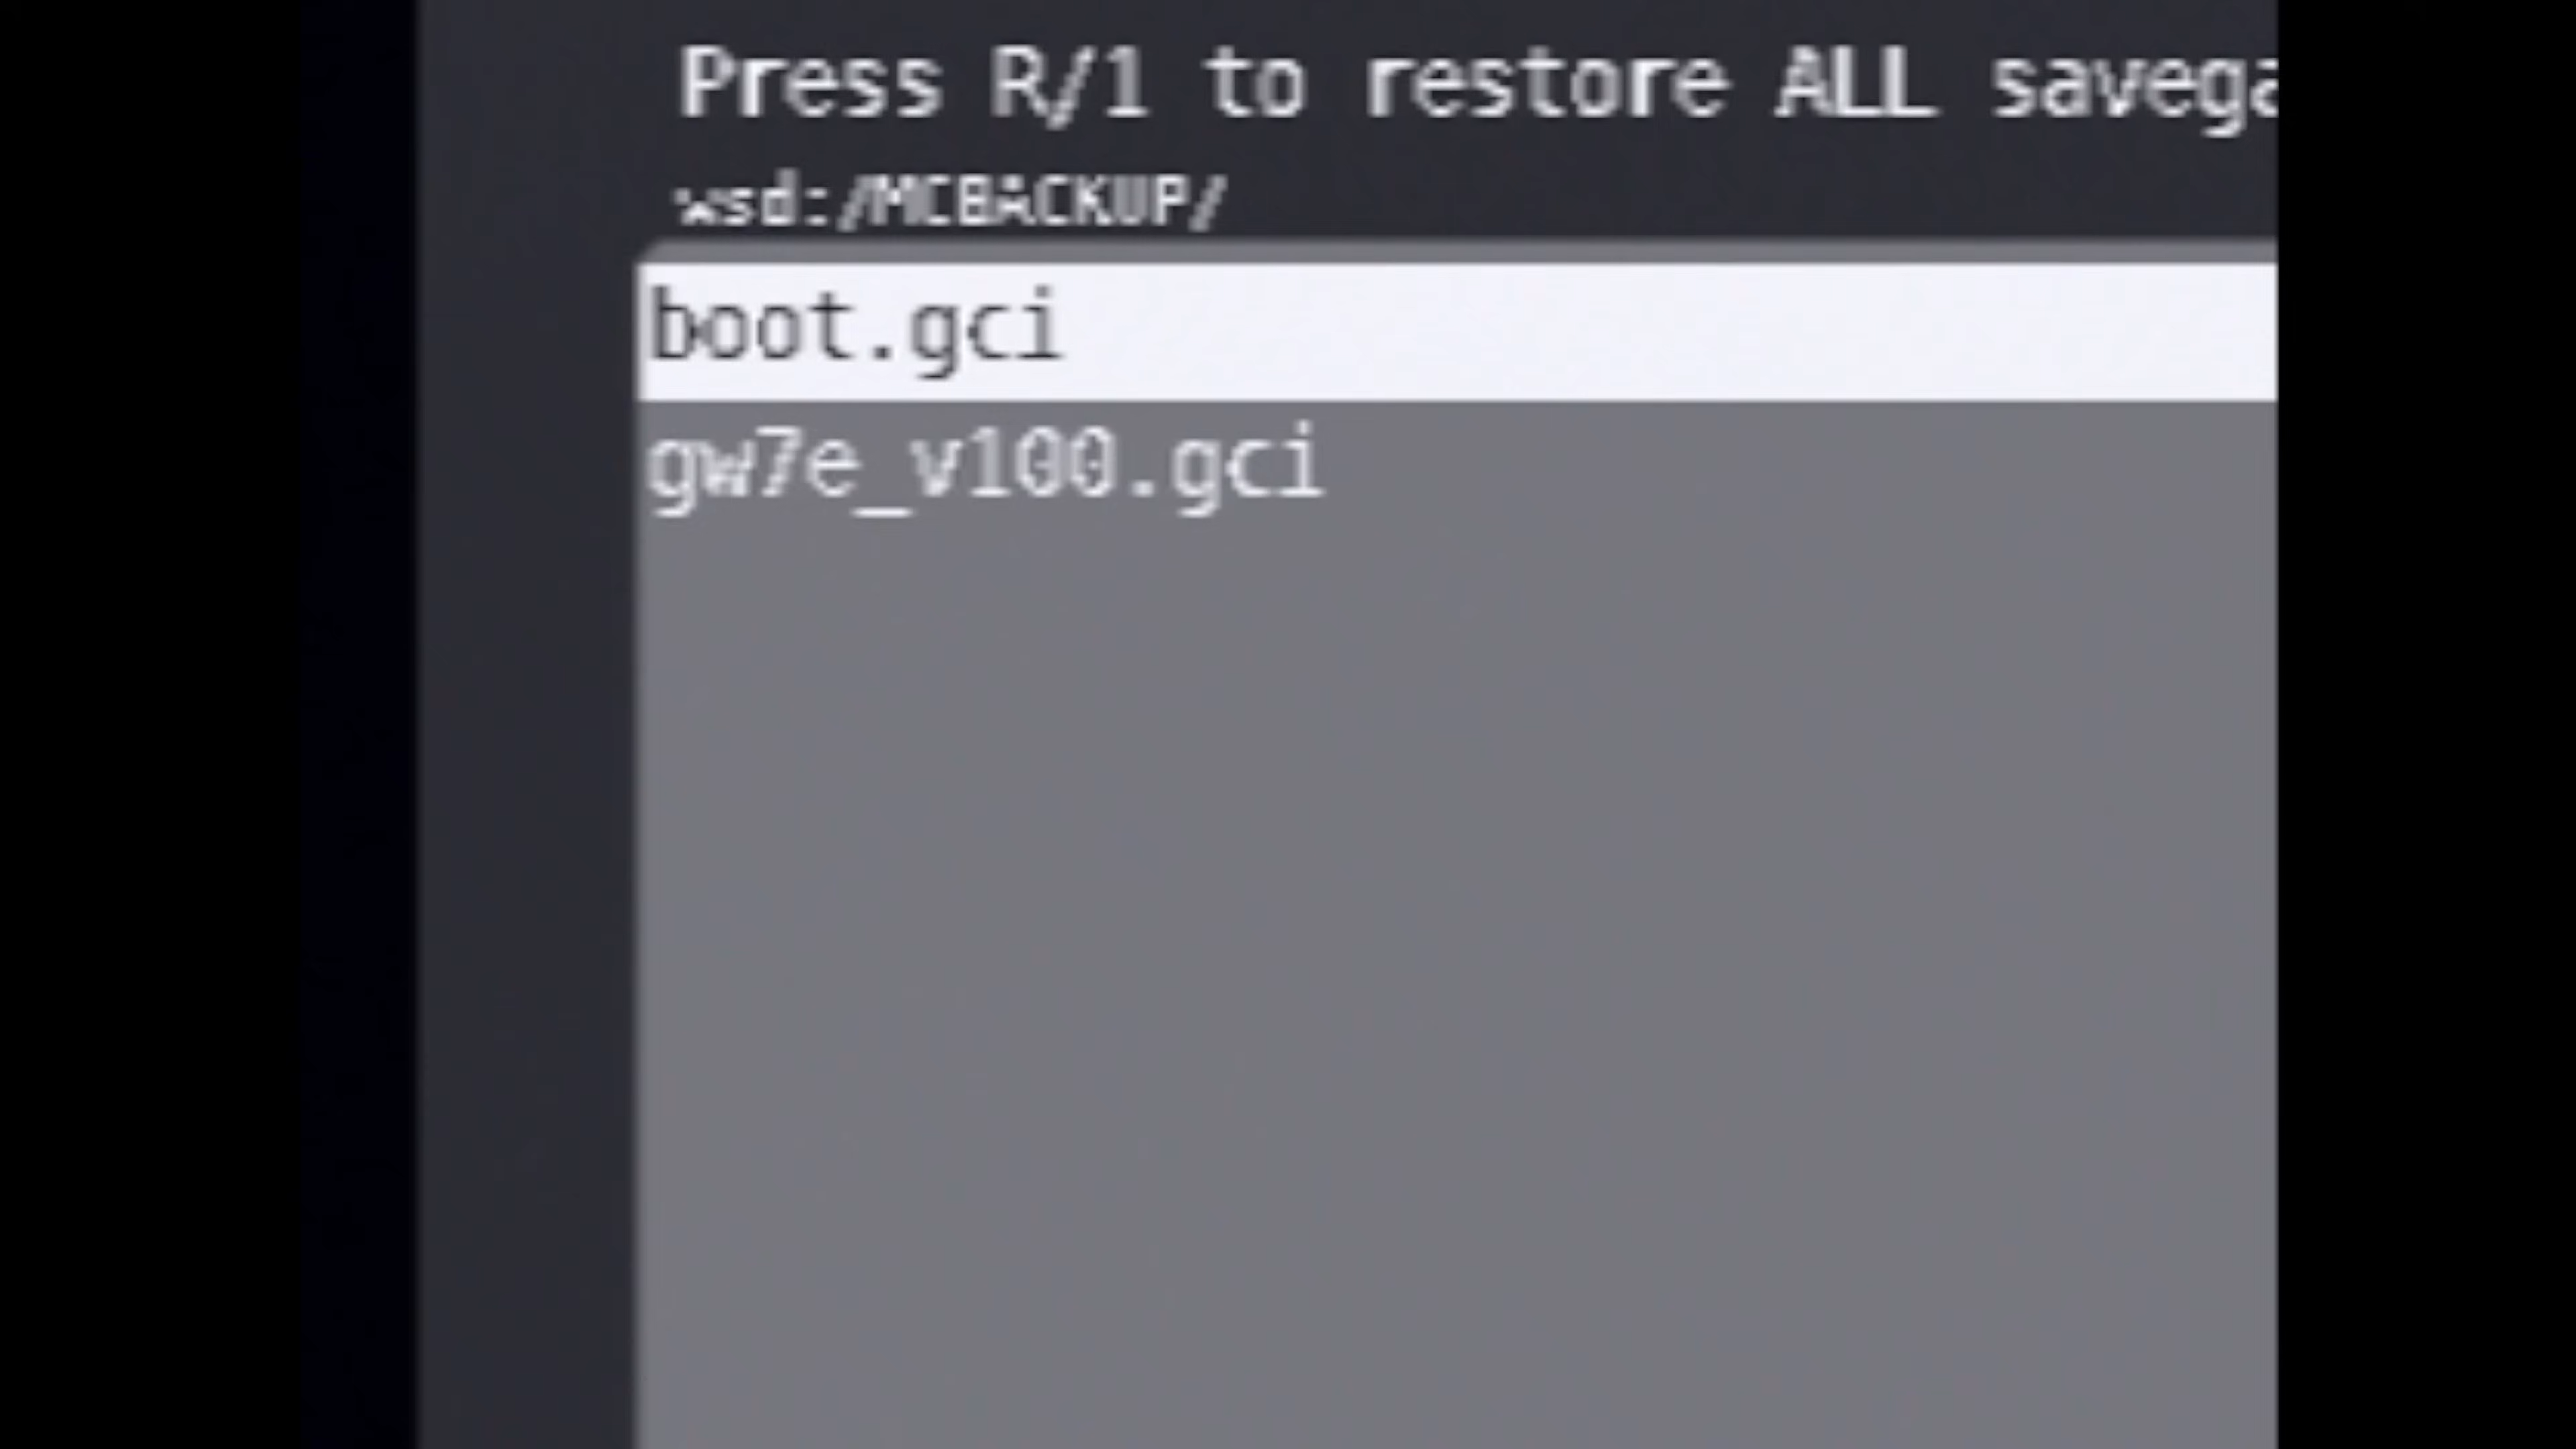 Press R/1 to restore ALL savega
wsd:/MCBACKUP/
boot.gci
gw7e_v100.gci